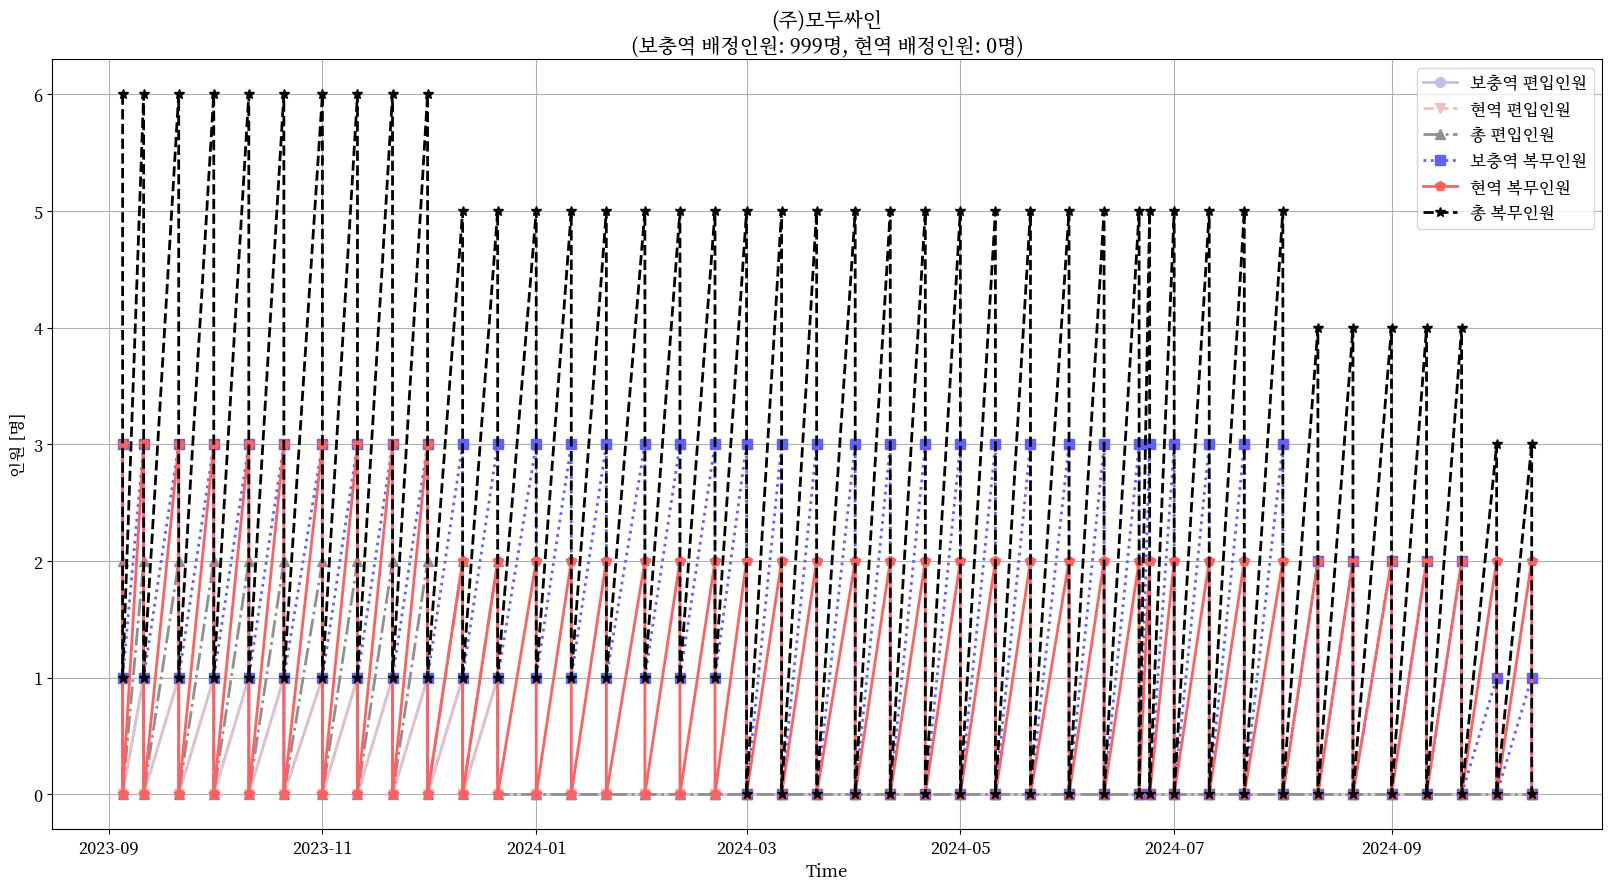 (주)모두싸인
(보충역 배정인원: 999명, 현역 배정인원: 0명)
보충역 편입인원
현역 편입인원
총 편입인원
보충역 복무인원
현역 복무인원
총 복무인원
인원 [명]
6
5
4
3
2
1
0
2023-09
2023-11
2024-01
2024-03
2024-05
2024-07
2024-09
Time